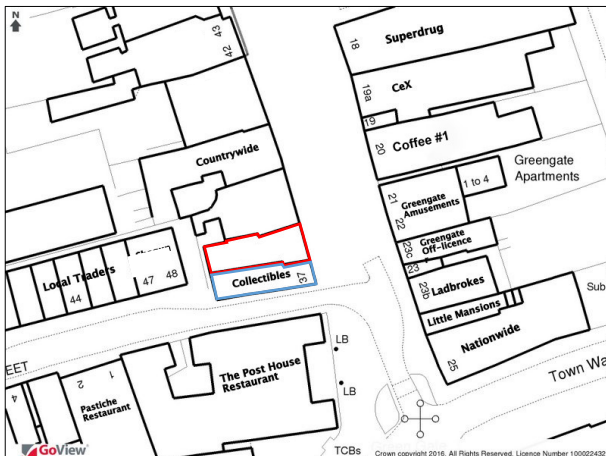 N
43
42
18
Superdrug
19a
CeX
19
20
Coffee #1
Countrywide
Greengate
Apartments
1 to 4
21
22
Greengate
Amusements
23c
Greengate
Off-licence
23
23b
Ladbrokes
Little Mansions
Nationwide
25
Sub
Town Wa
Local Traders
44
47
48
Collectibles
37
EET
The Post House
Restaurant
LB
LB
1
2
4
Pastiche
Restaurant
TCBs
GoView
Crown copyright 2016. All Rights Reserved. Licence Number 100022432